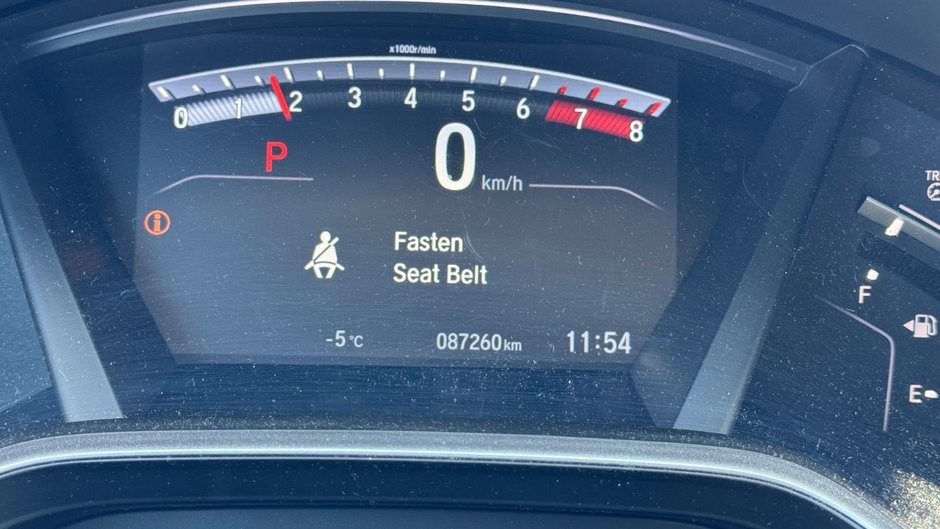 x1000r/min
0 1 2 3 4 5 6 7 8
P
0 km/h
i
Fasten
Seat Belt
-5°C 087260km 11:54
F
E